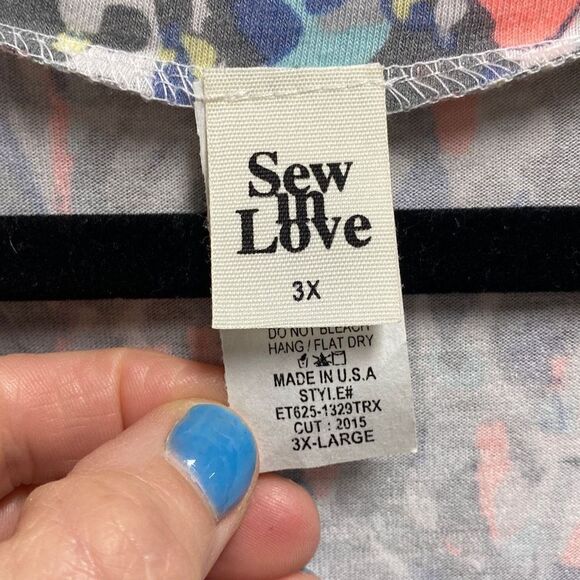 Sew
in
Love
3X
DO NOT BLEACH
HANG / FLAT DRY
MADE IN U.S.A
STYLE#
ET625-1329TRX
CUT : 2015
3X-LARGE